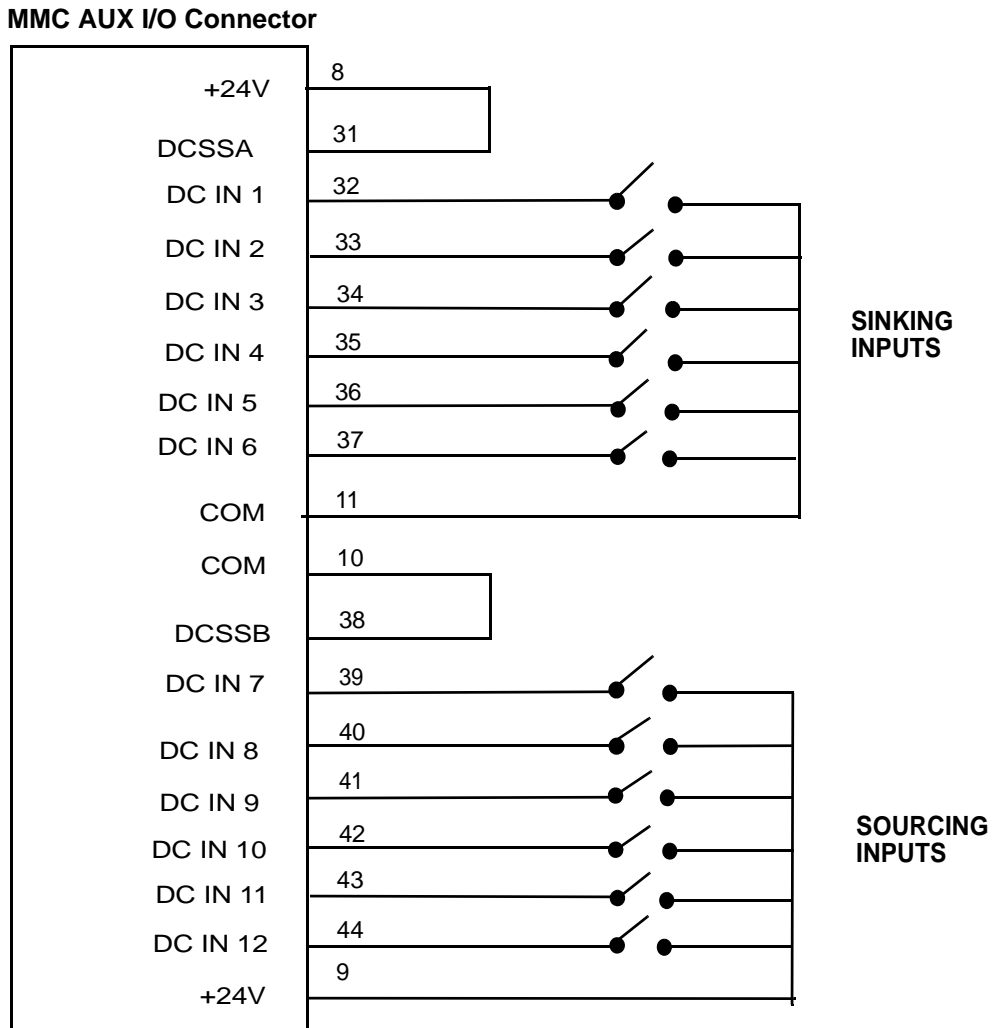 MMC AUX I/O Connector
+24V 8
DCSSA 31
DC IN 1 32
DC IN 2 33
DC IN 3 34
DC IN 4 35
DC IN 5 36
DC IN 6 37
COM 11
SINKING
INPUTS
COM 10
DCSSB 38
DC IN 7 39
DC IN 8 40
DC IN 9 41
DC IN 10 42
DC IN 11 43
DC IN 12 44
+24V 9
SOURCING
INPUTS